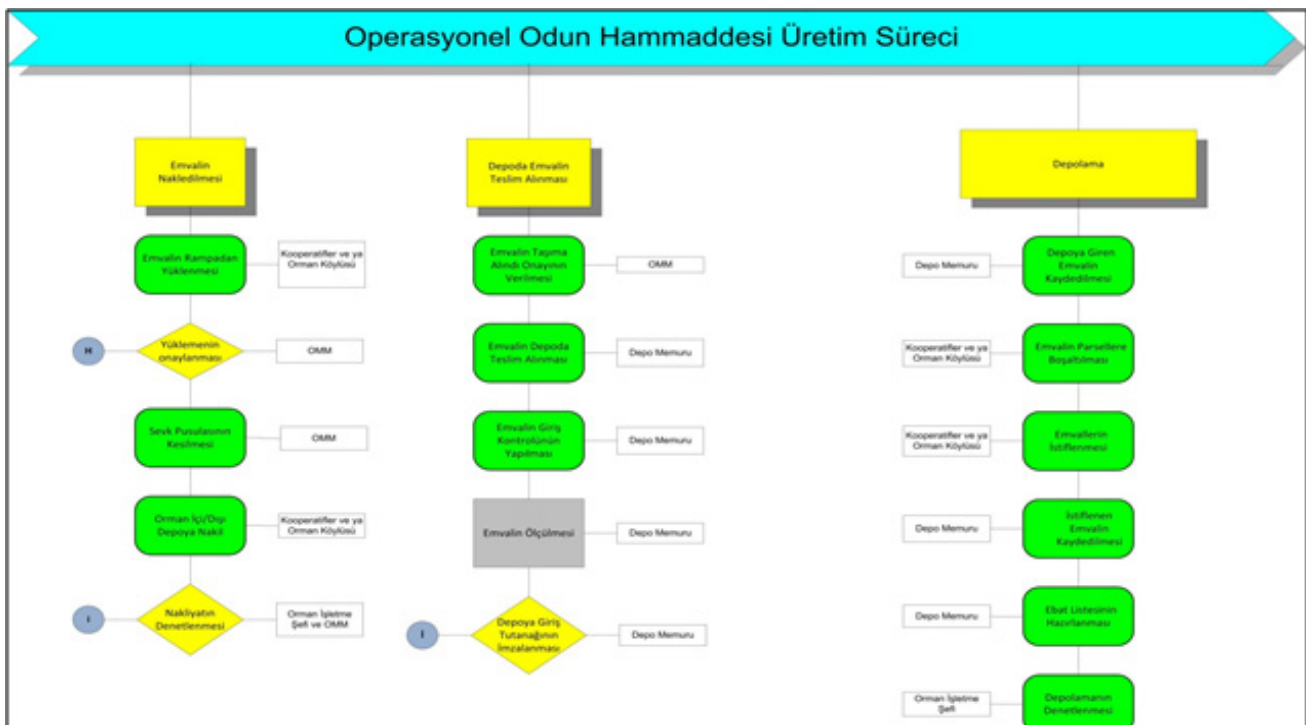 Operasyonel Odun Hammaddesi Üretim Süreci
Emvalin
Nakledilmesi
Emvalin Rampadan
Yüklenmesi
Kooperatifler ve ya
Orman Köylüsü
H
Yüklemenin
onaylanması
OMM
Sevk Pusulasının
Kesilmesi
OMM
Orman İçi/Dışı
Depoya Nakil
Kooperatifler ve ya
Orman Köylüsü
i
Nakliyatın
Denetlenmesi
Orman İşletme
Şefi ve OMM
Depoda Emvalin
Teslim Alınması
Emvalin Taşıma
Alındı Onayının
Verilmesi
OMM
Emvalin Depoda
Teslim Alınması
Depo Memuru
Emvalin Giriş
Kontrolünün
Yapılması
Depo Memuru
Emvalin Ölçülmesi
Depo Memuru
İ
Depoya Giriş
Tutanağının
İmzalanması
Depo Memuru
Depolama
Depo Memuru
Depoya Giren
Emvalin
Kaydedilmesi
Kooperatifler ve ya
Orman Köylüsü
Emvalin Parsellere
Boşaltılması
Kooperatifler ve ya
Orman Köylüsü
Emvallerin
İstiflenmesi
Depo Memuru
İstiflenen
Emvalin
Kaydedilmesi
Depo Memuru
Ebat Listesinin
Hazırlanması
Orman İşletme
Şefi
Depolamanın
Denetlenmesi